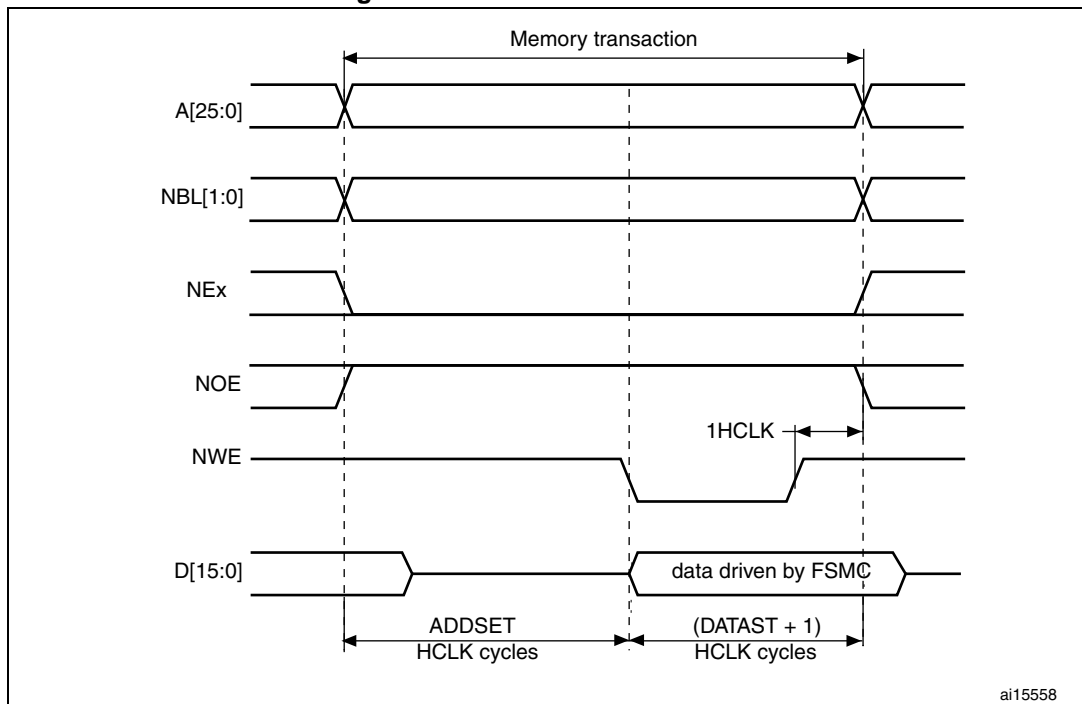 Memory transaction
A[25:0]
NBL[1:0]
NEx
NOE
1HCLK
NWE
D[15:0]
data driven by FSMC
ADDSET
HCLK cycles
(DATAST + 1)
HCLK cycles
ai15558